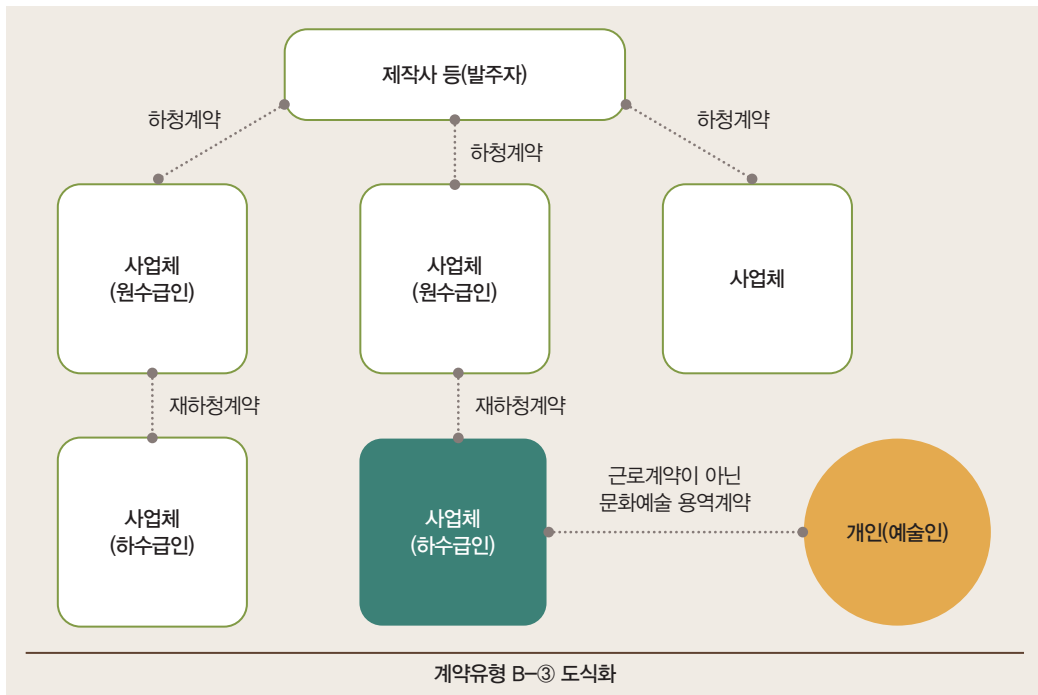 제작사 등(발주자)
하청계약
하청계약
하청계약
사업체
(원수급인)
사업체
(원수급인)
사업체
재하청계약
재하청계약
사업체
(하수급인)
사업체
(하수급인)
근로계약이 아닌
문화예술 용역계약
개인(예술인)
계약유형 B-③ 도식화